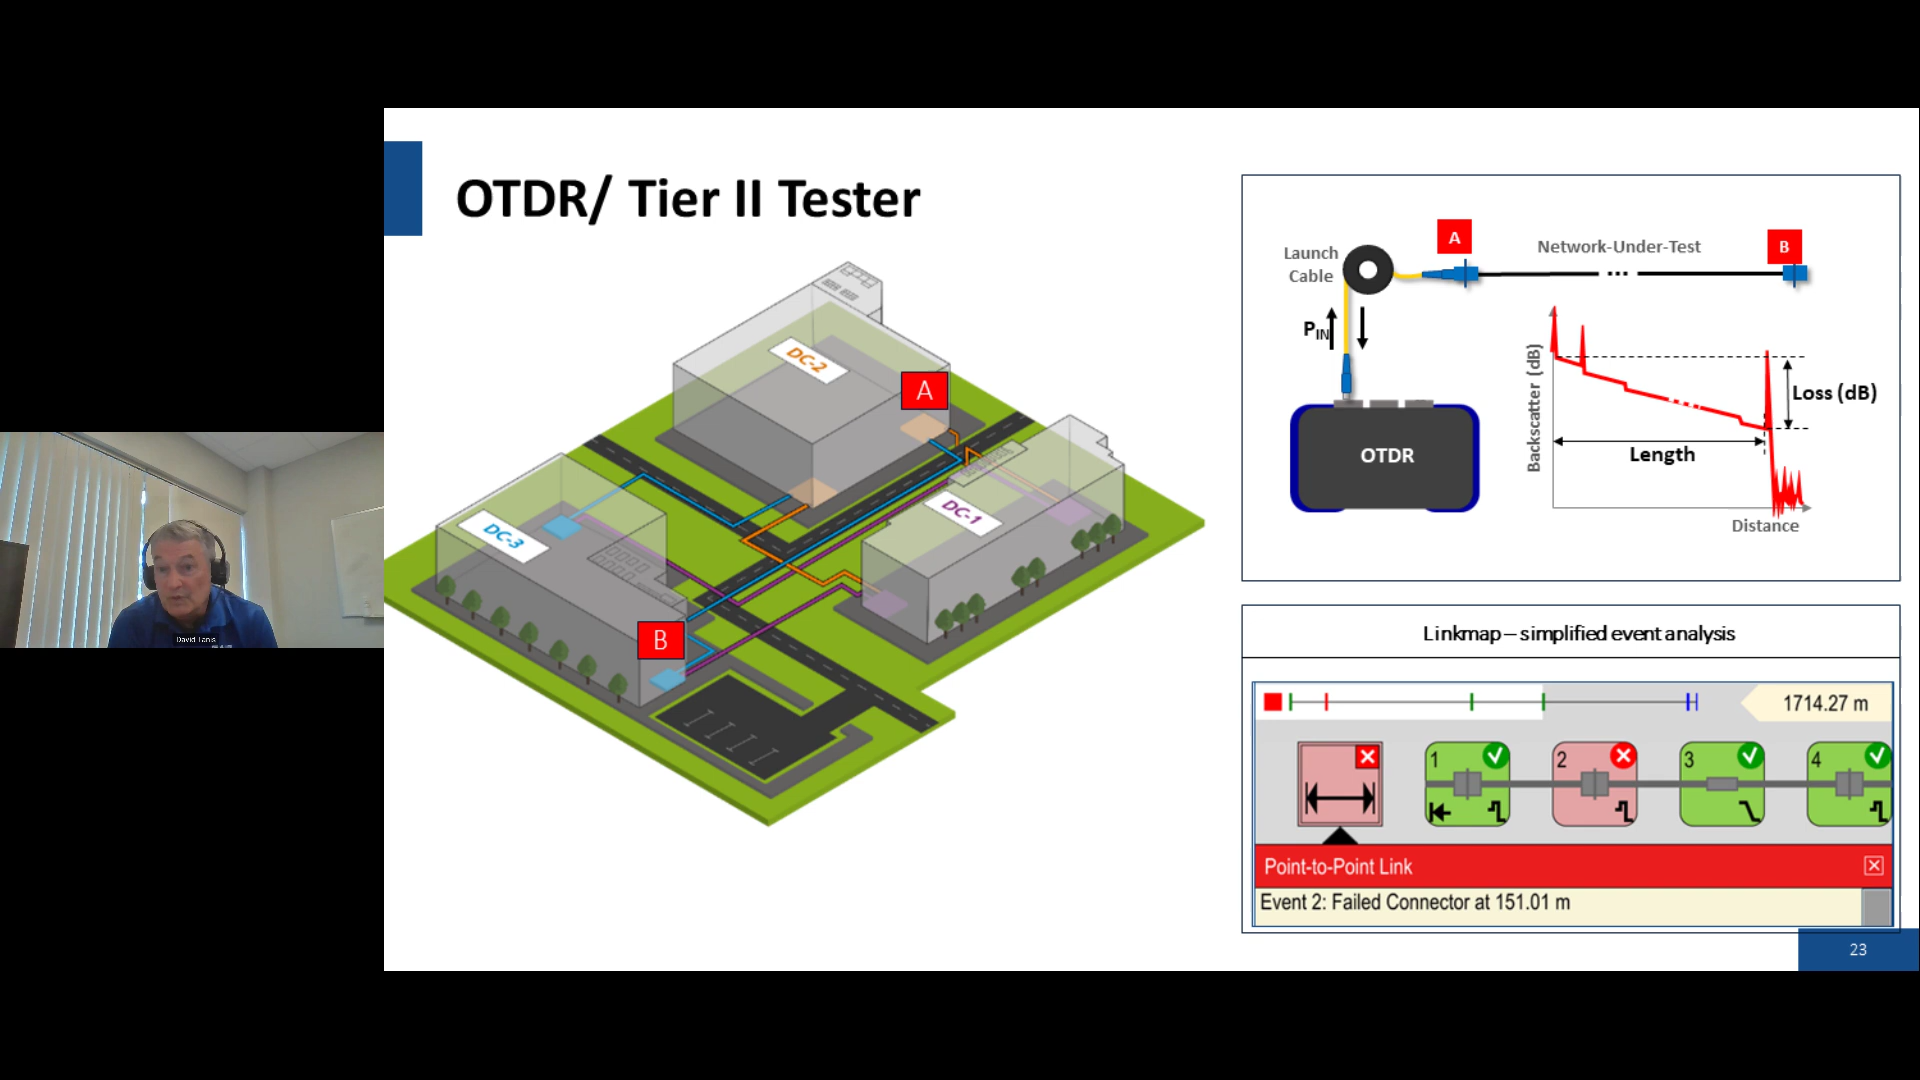 OTDR/ Tier II Tester
DC-2
A
DC-1
DC-3
B
David Tanis
Launch
Cable
A
Network-Under-Test
B
PIN
OTDR
Backscatter (dB)
Loss (dB)
Length
Distance
Linkmap – simplified event analysis
1714.27 m
1
2
3
4
Point-to-Point Link
Event 2: Failed Connector at 151.01 m
23